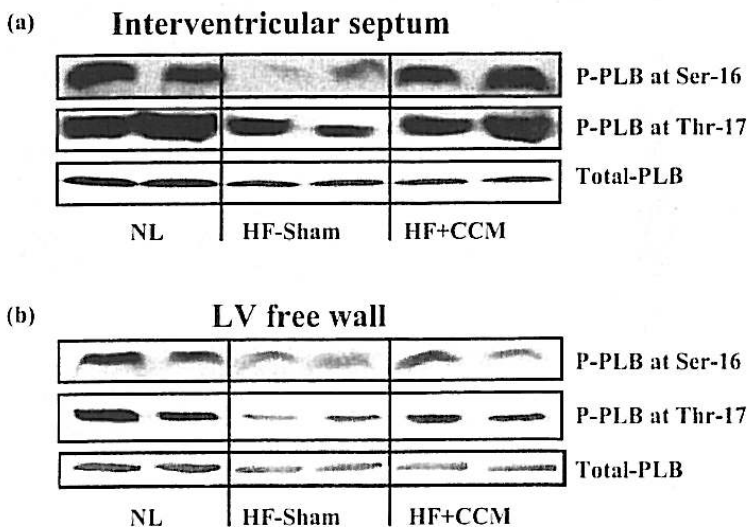 (a) Interventricular septum
P-PLB at Ser-16
P-PLB at Thr-17
Total-PLB
NL HF-Sham HF+CCM
(b) LV free wall
P-PLB at Ser-16
P-PLB at Thr-17
Total-PLB
NL HF-Sham HF+CCM